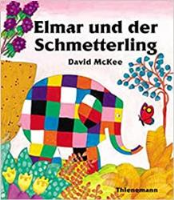 Elmar und der
Schmetterling
David McKee
Thienemann